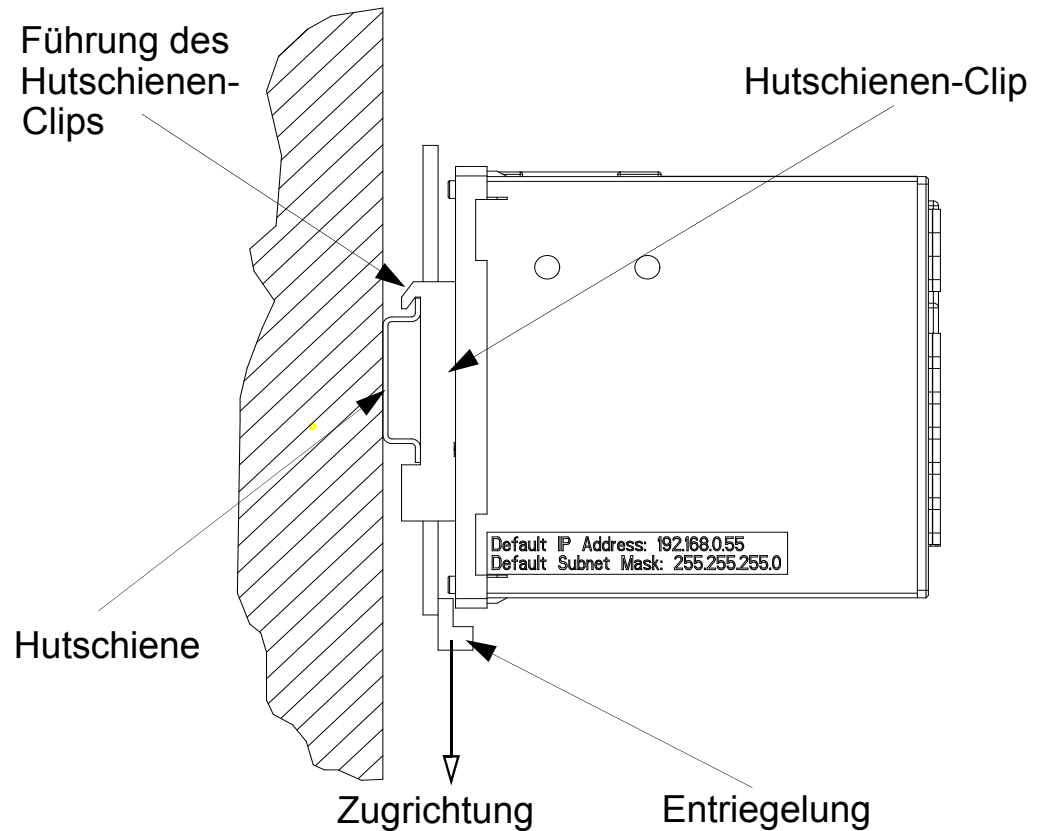 Führung des
Hutschienen-
Clips
Hutschienen-Clip
Default IP Address: 192.168.0.55
Default Subnet Mask: 255.255.255.0
Hutschiene
Zugrichtung
Entriegelung